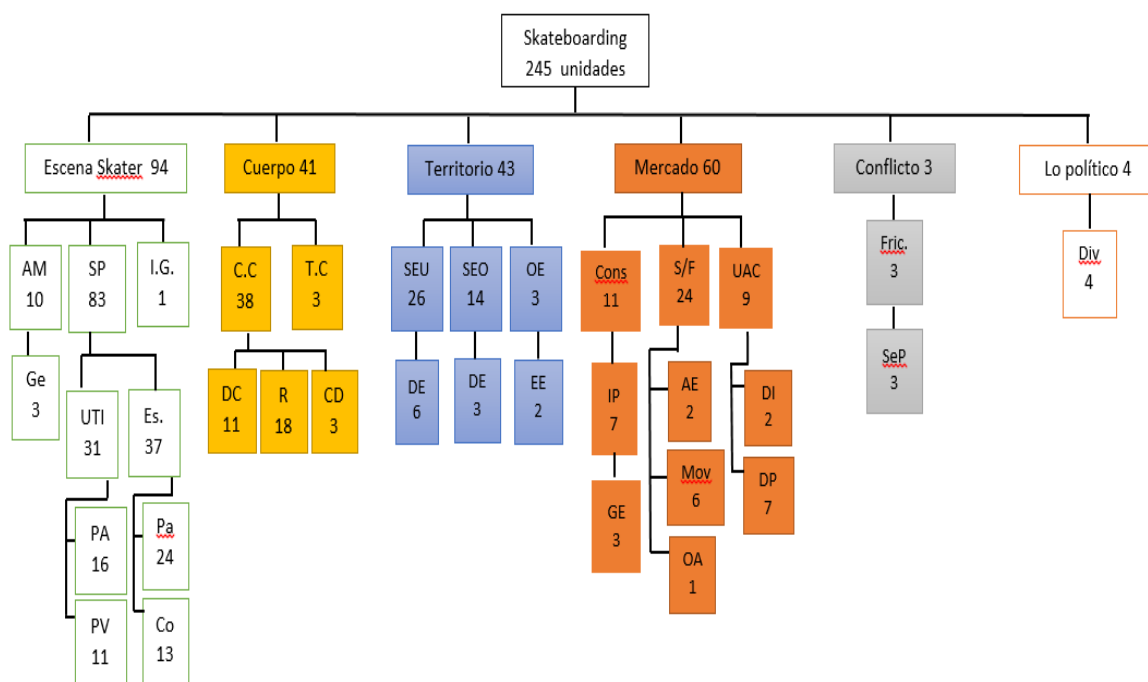 Skateboarding
245 unidades
Escena Skater 94
Cuerpo 41
Territorio 43
Mercado 60
Conflicto 3
Lo político 4
AM
10
SP
83
I.G.
1
C.C
38
T.C
3
SEU
26
SEO
14
OE
3
Cons
11
S/F
24
UAC
9
Fric.
3
Div
4
Ge
3
UTI
31
Es.
37
DC
11
R
18
CD
3
DE
6
DE
3
EE
2
IP
7
AE
2
DI
2
SeP
3
PA
16
Pa
24
GE
3
Mov
6
DP
7
PV
11
Co
13
OA
1